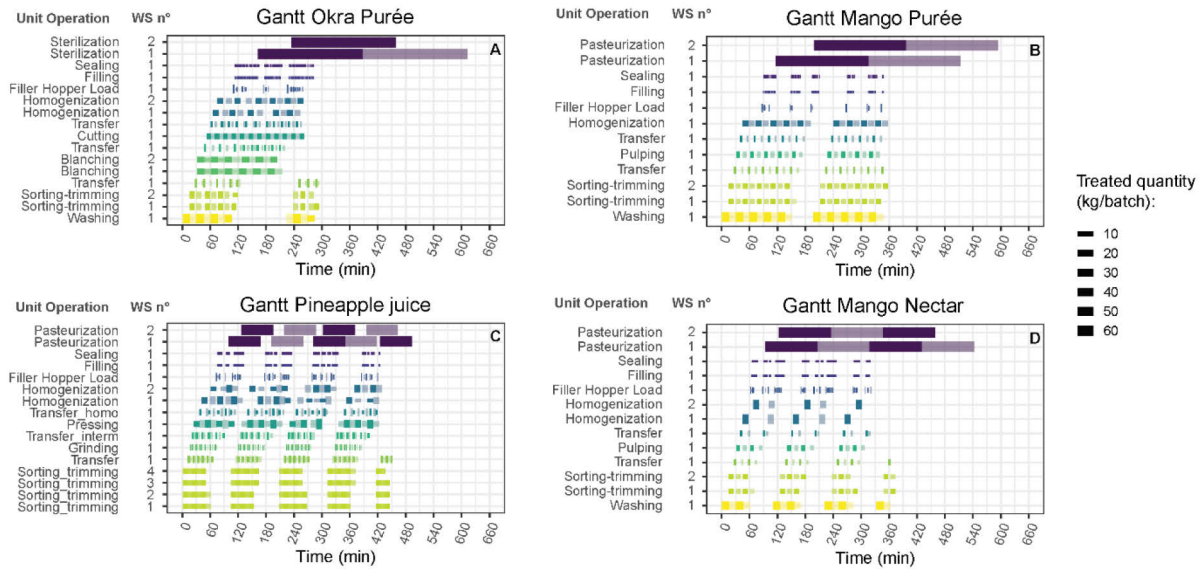 Unit Operation WS n° Gantt Okra Purée
Sterilization 2 A
Sterilization 1
Sealing 1
Filling 1
Filler Hopper Load 1
Homogenization 2
Homogenization 1
Transfer 1
Cutting 1
Transfer 1
Blanching 2
Blanching 1
Transfer 1
Sorting-trimming 2
Sorting-trimming 1
Washing 1
0 60 120 180 240 300 360 420 480 540 600 660
Time (min)
Unit Operation WS n° Gantt Mango Purée
Pasteurization 2 B
Pasteurization 1
Sealing 1
Filling 1
Filler Hopper Load 1
Homogenization 1
Transfer 1
Pulping 1
Transfer 1
Sorting-trimming 2
Sorting-trimming 1
Washing 1
0 60 120 180 240 300 360 420 480 540 600 660
Time (min)
Unit Operation WS n° Gantt Pineapple juice
Pasteurization 2
Pasteurization 1 C
Sealing 1
Filling 1
Filler Hopper Load 1
Homogenization 2
Homogenization 1
Transfer_homo 1
Pressing 1
Transfer_interm 1
Grinding 1
Transfer 1
Sorting_trimming 4
Sorting_trimming 3
Sorting_trimming 2
Sorting_trimming 1
0 60 120 180 240 300 360 420 480 540 600 660
Time (min)
Unit Operation WS n° Gantt Mango Nectar
Pasteurization 2
Pasteurization 1 D
Sealing 1
Filling 1
Filler Hopper Load 1
Homogenization 2
Homogenization 1
Transfer 1
Pulping 1
Transfer 1
Sorting-trimming 2
Sorting-trimming 1
Washing 1
0 60 120 180 240 300 360 420 480 540 600 660
Time (min)
Treated quantity
(kg/batch):
10
20
30
40
50
60